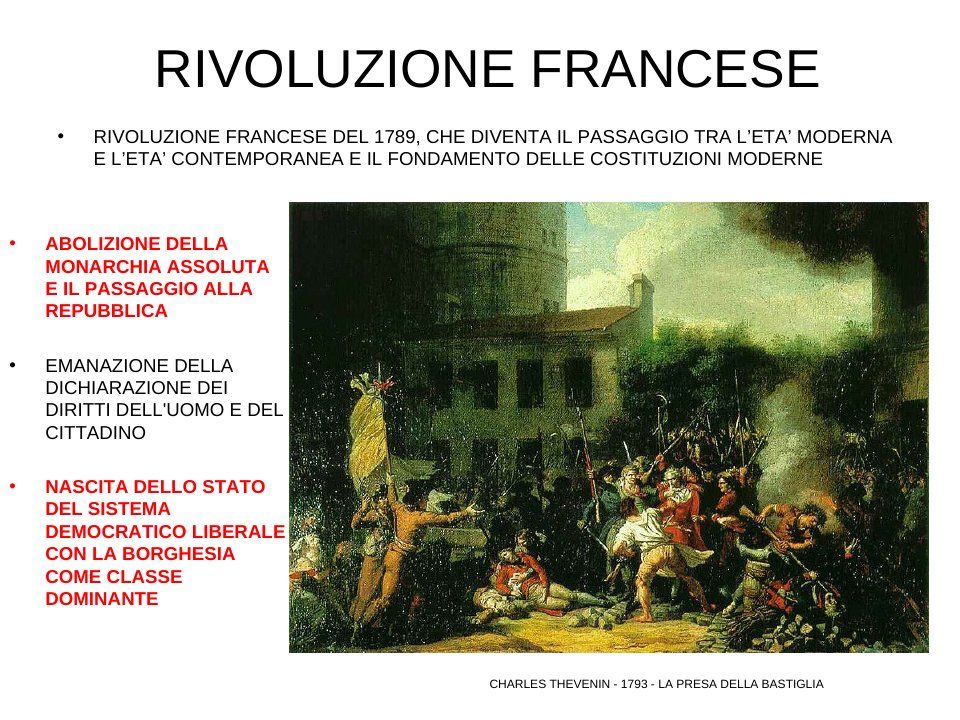 RIVOLUZIONE FRANCESE
• RIVOLUZIONE FRANCESE DEL 1789, CHE DIVENTA IL PASSAGGIO TRA L’ETA’ MODERNA
E L’ETA’ CONTEMPORANEA E IL FONDAMENTO DELLE COSTITUZIONI MODERNE
• ABOLIZIONE DELLA
MONARCHIA ASSOLUTA
E IL PASSAGGIO ALLA
REPUBBLICA
• EMANAZIONE DELLA
DICHIARAZIONE DEI
DIRITTI DELL'UOMO E DEL
CITTADINO
• NASCITA DELLO STATO
DEL SISTEMA
DEMOCRATICO LIBERALE
CON LA BORGHESIA
COME CLASSE
DOMINANTE
CHARLES THEVENIN - 1793 - LA PRESA DELLA BASTIGLIA